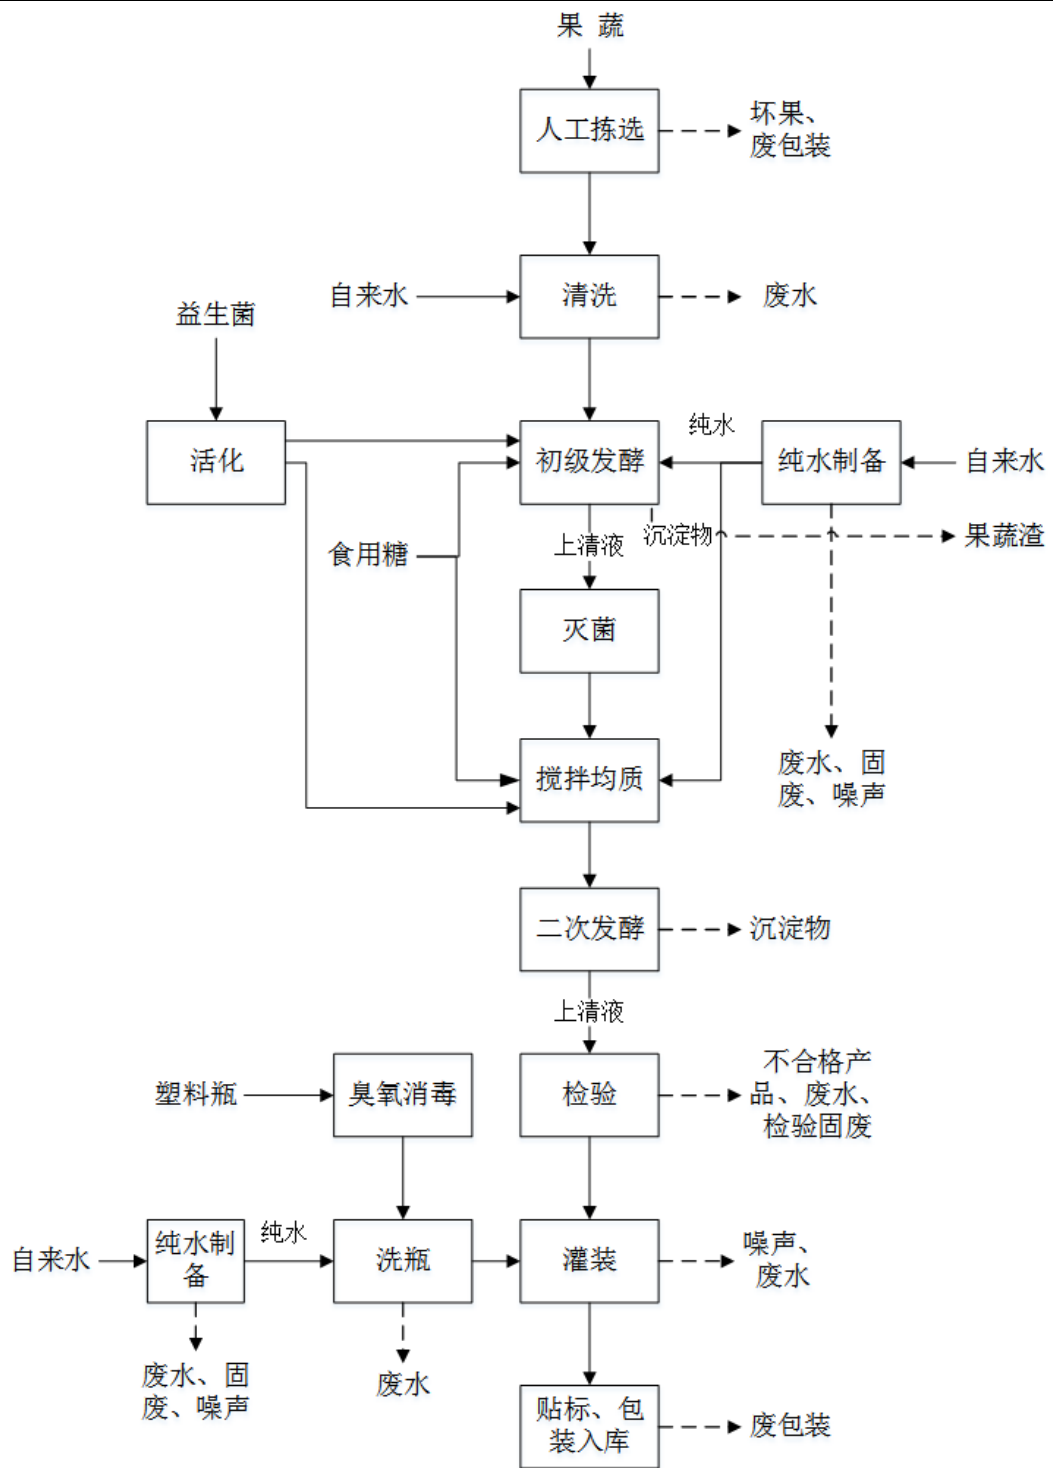 果 蔬
人工拣选
坏果、
废包装
自来水
清洗
废水
益生菌
活化
初级发酵
纯水
纯水制备
自来水
食用糖
上清液
沉淀物
果蔬渣
灭菌
搅拌均质
废水、固
废、噪声
二次发酵
沉淀物
上清液
塑料瓶
臭氧消毒
检验
不合格产
品、废水、
检验固废
自来水
纯水制
备
纯水
洗瓶
灌装
噪声、
废水
废水、固
废、噪声
废水
贴标、包
装入库
废包装